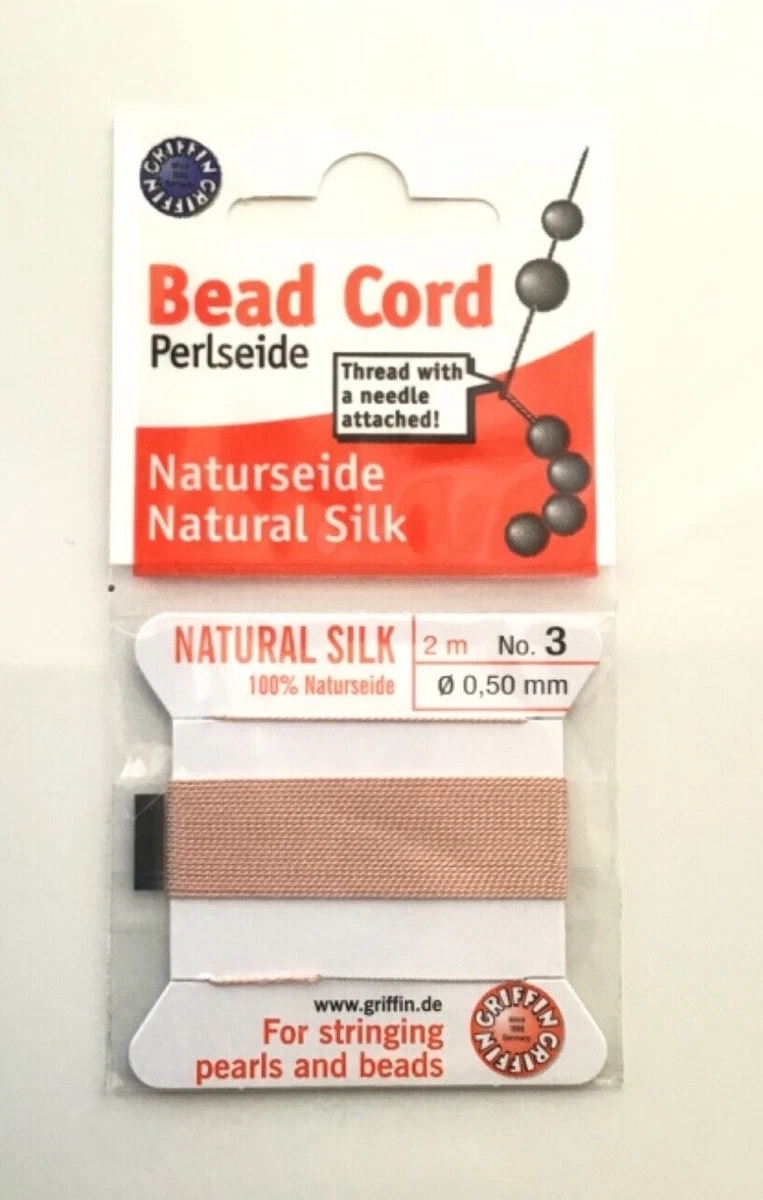 GRIFFIN GRIFFIN
Bead Cord
Perlseide
Thread with
a needle
attached!
Naturseide
Natural Silk
NATURAL SILK
100% Naturseide
2 m No. 3
Ø 0,50 mm
www.griffin.de
For stringing
pearls and beads
GRIFFIN GRIFFIN